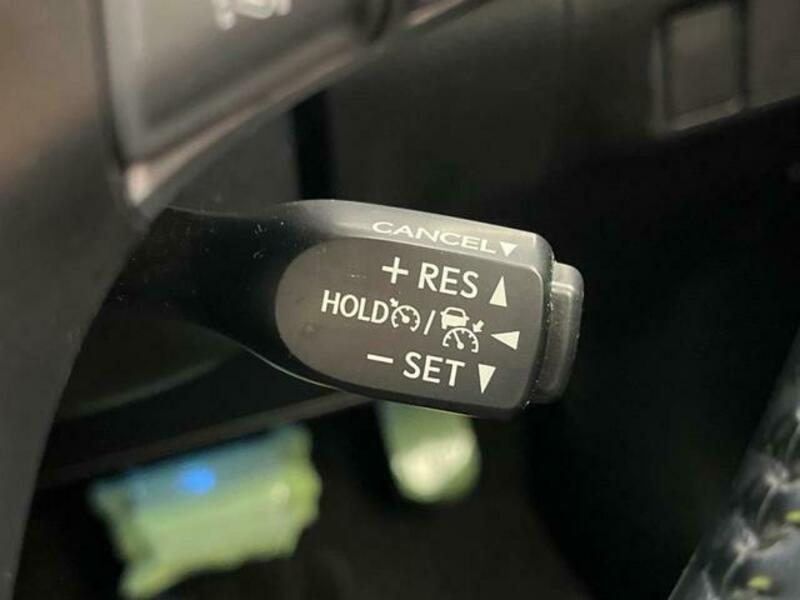 CANCEL▼
+ RES ▲
HOLD / ◀
− SET ▼